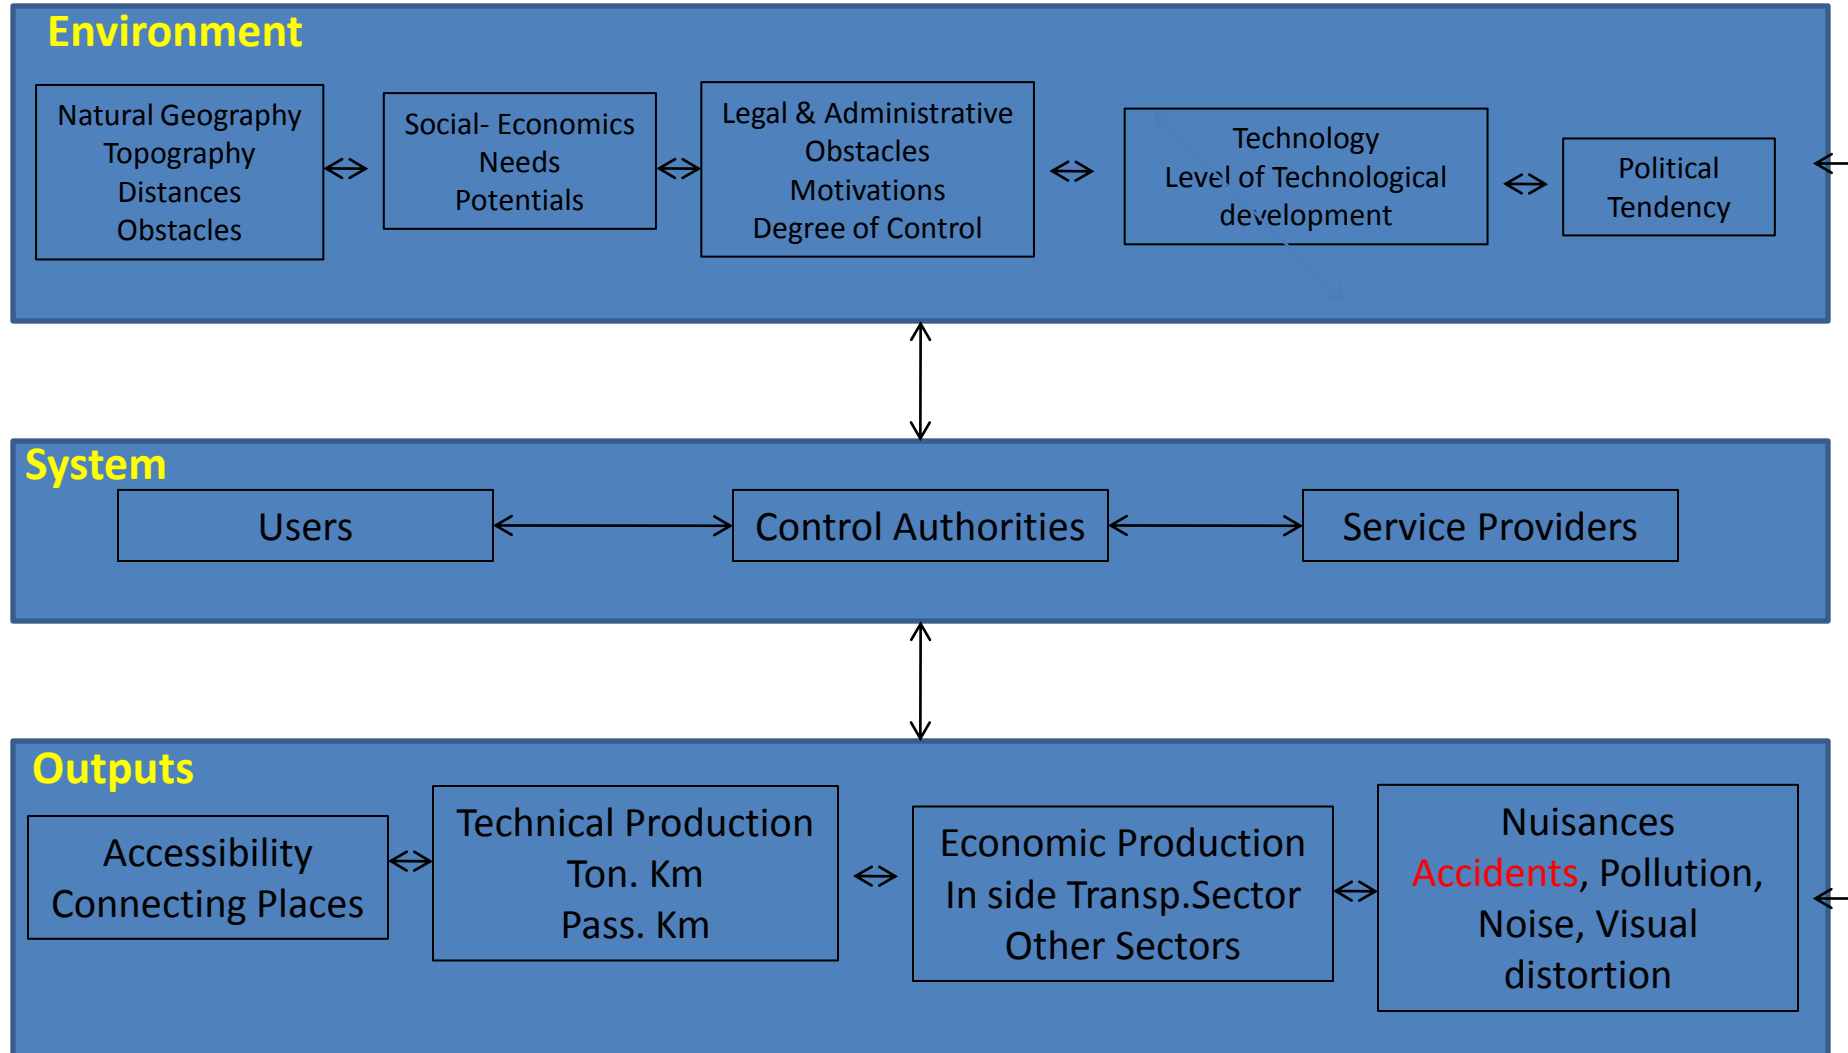 Environment
Natural Geography
Topography
Distances
Obstacles
Social- Economics
Needs
Potentials
Legal & Administrative
Obstacles
Motivations
Degree of Control
Technology
Level of Technological
development
Political
Tendency
System
Users
Control Authorities
Service Providers
Outputs
Accessibility
Connecting Places
Technical Production
Ton. Km
Pass. Km
Economic Production
In side Transp.Sector
Other Sectors
Nuisances
Accidents, Pollution,
Noise, Visual
distortion